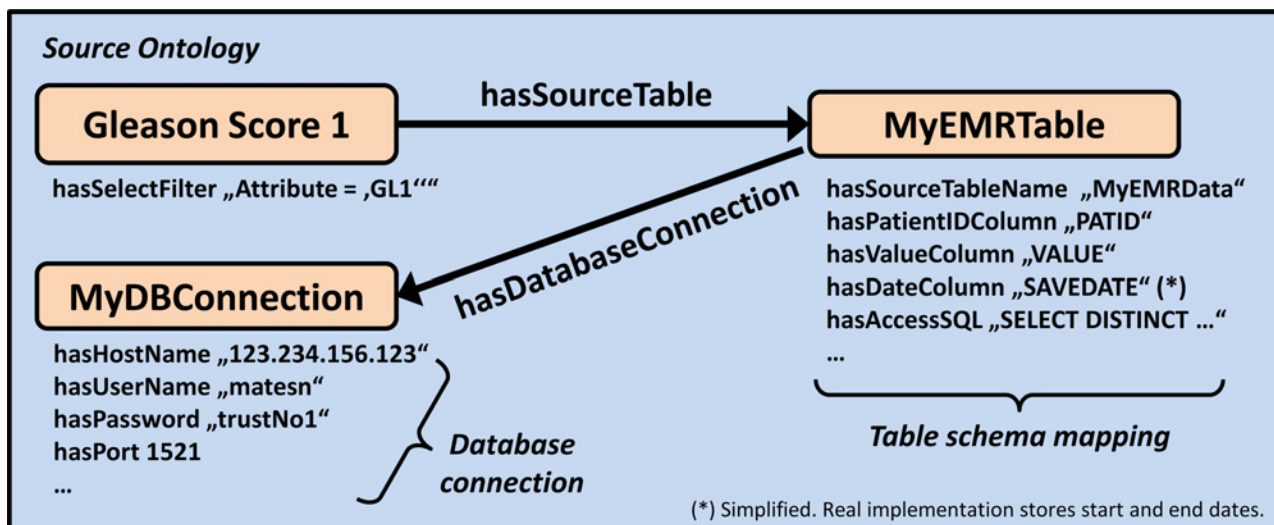 Source Ontology
Gleason Score 1
hasSelectFilter „Attribute = ‚GL1‘“
hasSourceTable
MyEMRTable
hasSourceTableName „MyEMRData“
hasPatientIDColumn „PATID“
hasValueColumn „VALUE“
hasDateColumn „SAVEDATE“ (*)
hasAccessSQL „SELECT DISTINCT ...“
...
Table schema mapping
hasDatabaseConnection
MyDBConnection
hasHostName „123.234.156.123“
hasUserName „matesn“
hasPassword „trustNo1“
hasPort 1521
...
Database
connection
(*) Simplified. Real implementation stores start and end dates.